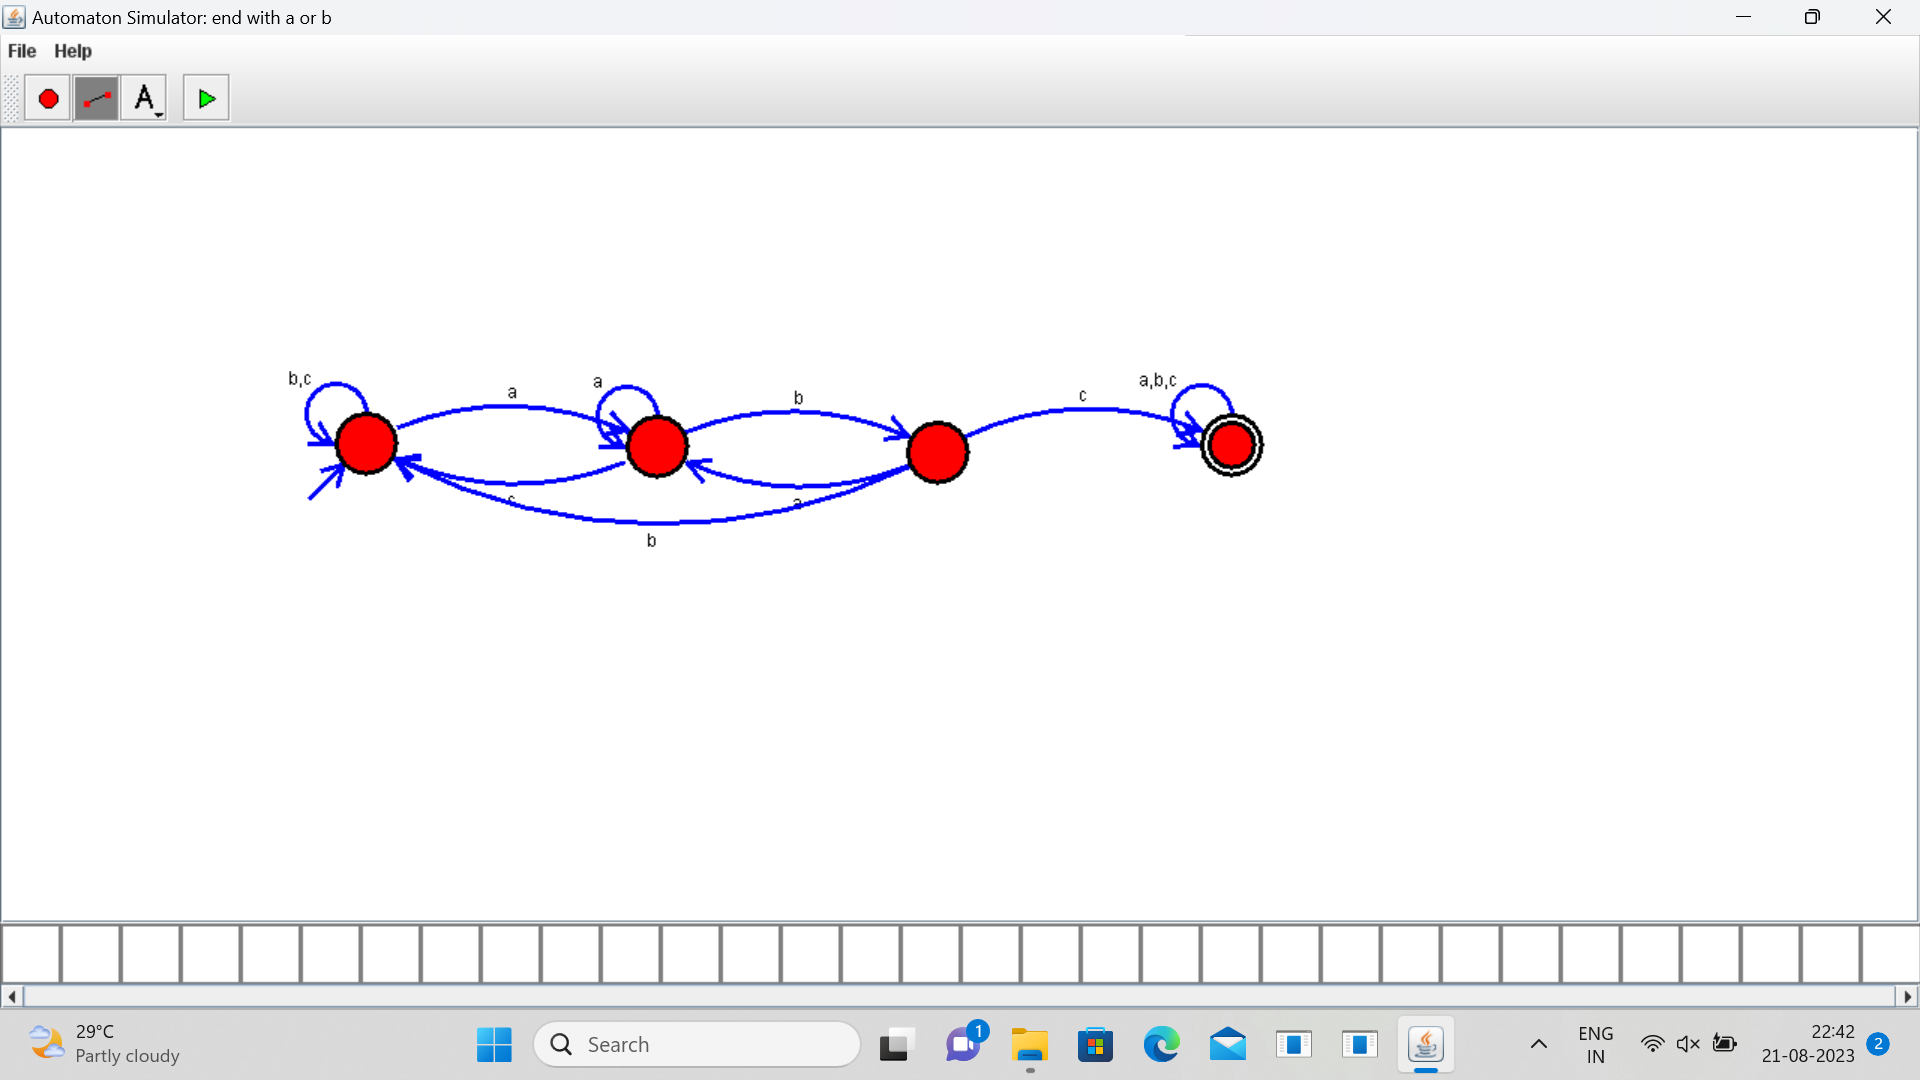 Automaton Simulator: end with a or b
File Help
A
b,c
a
a
b
c
a,b,c
c
a
b
29°C
Partly cloudy
Search
1
ENG
IN
22:42
21-08-2023
2